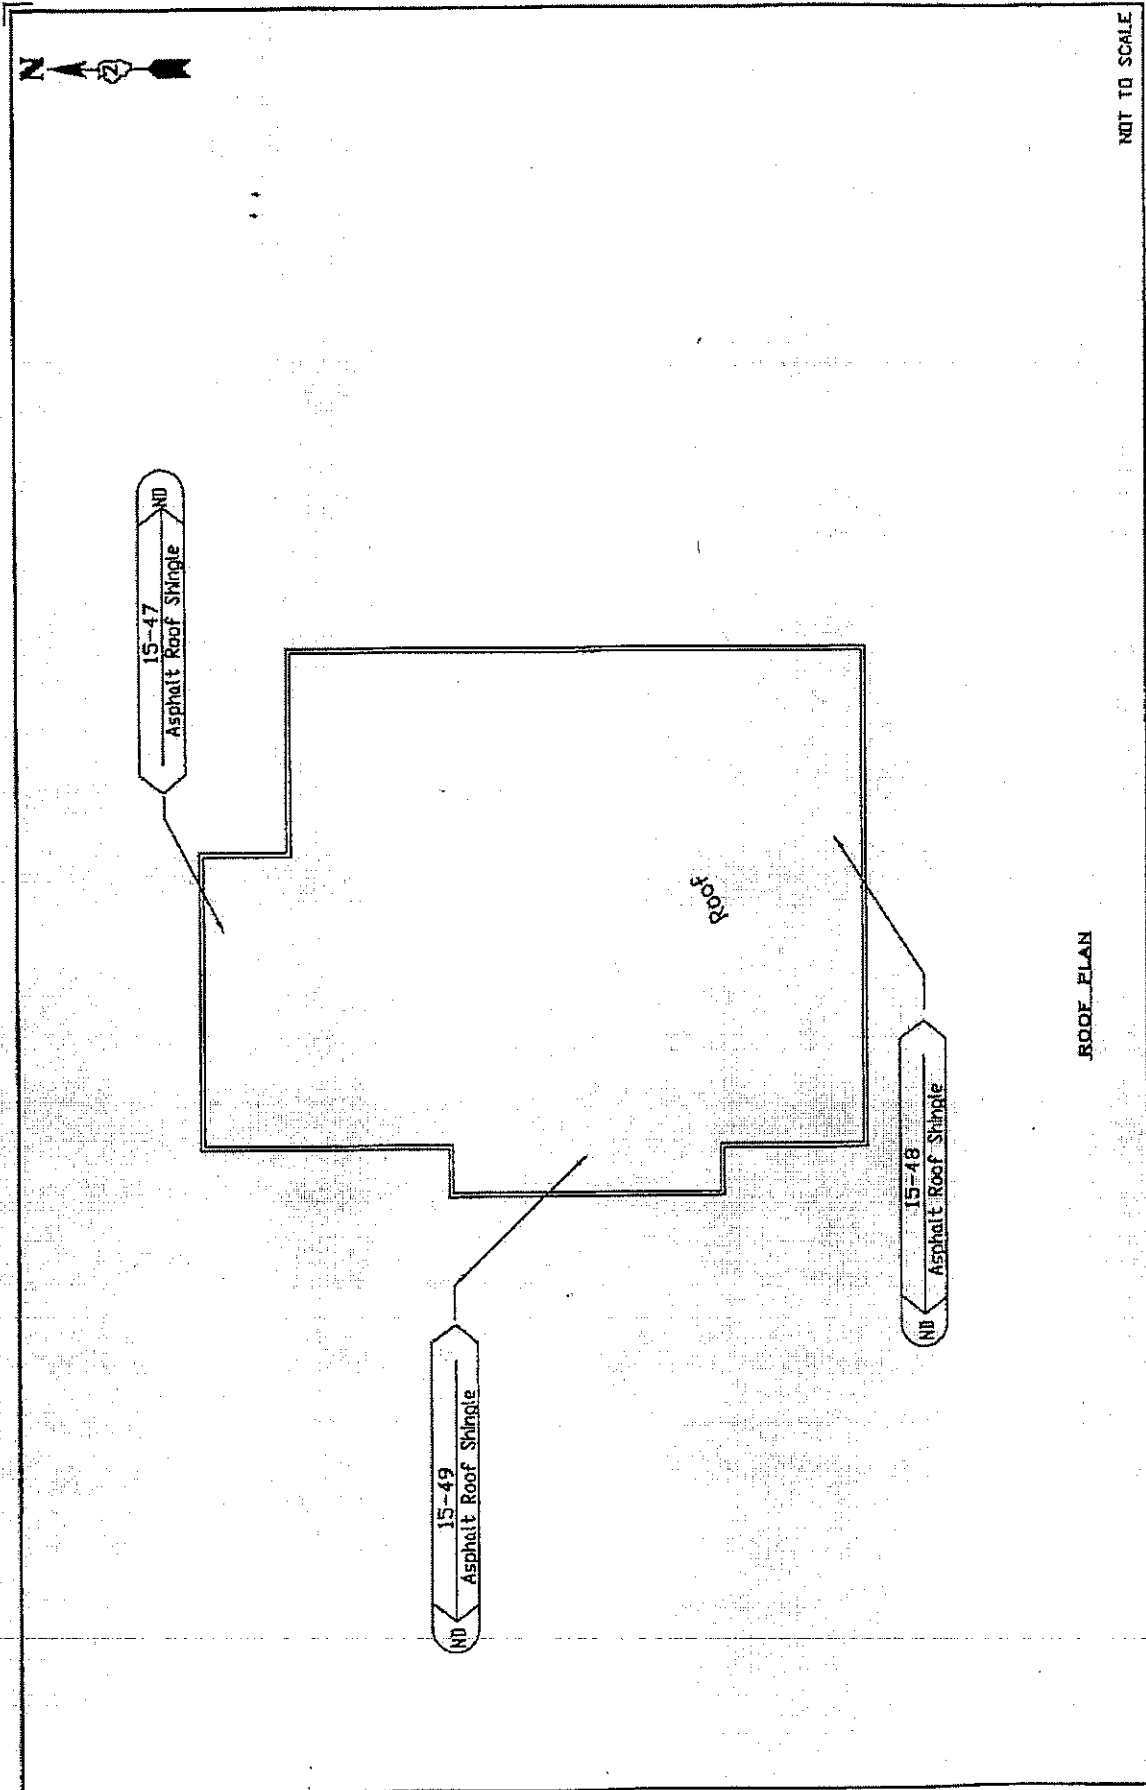 N
15-47
Asphalt Roof Shingle
ND
15-49
Asphalt Roof Shingle
ND
Roof
15-48
Asphalt Roof Shingle
ND
ROOF PLAN
NOT TO SCALE